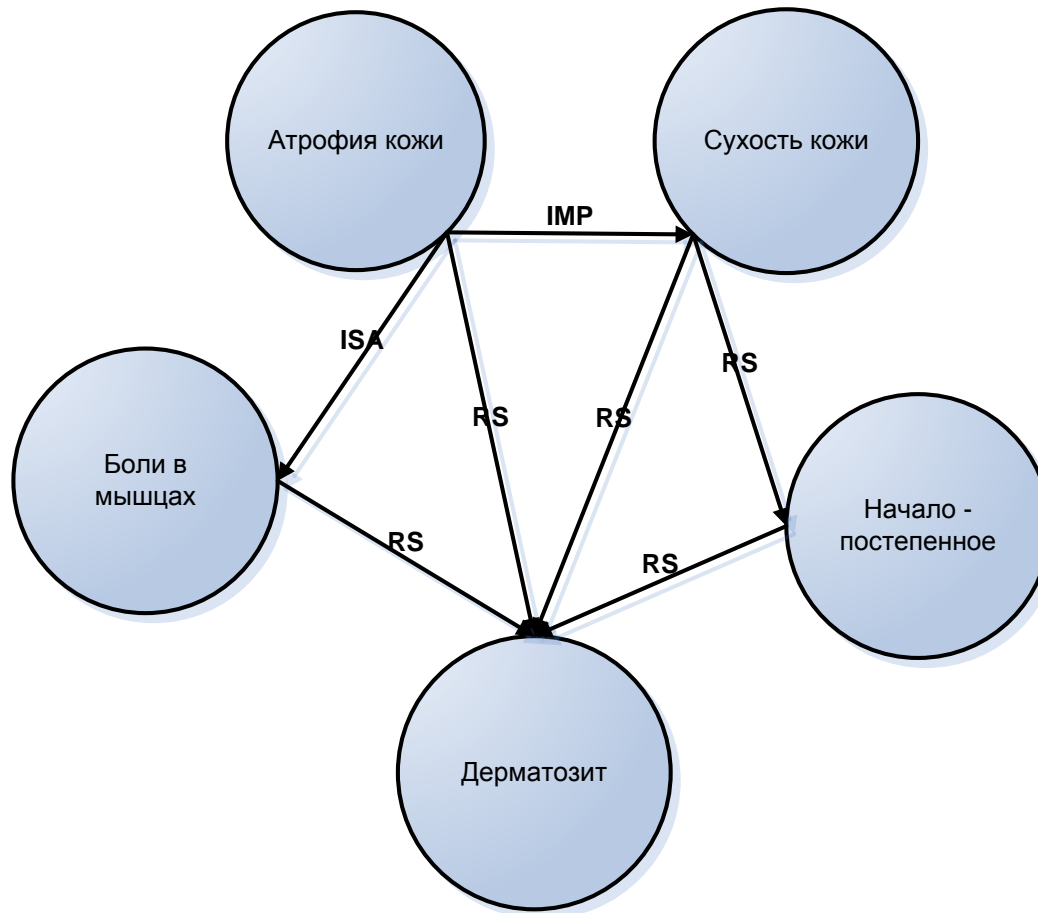 Атрофия кожи
Сухость кожи
IMP
ISA
RS
RS
RS
Боли в
мышцах
Начало -
постепенное
RS
RS
Дерматозит